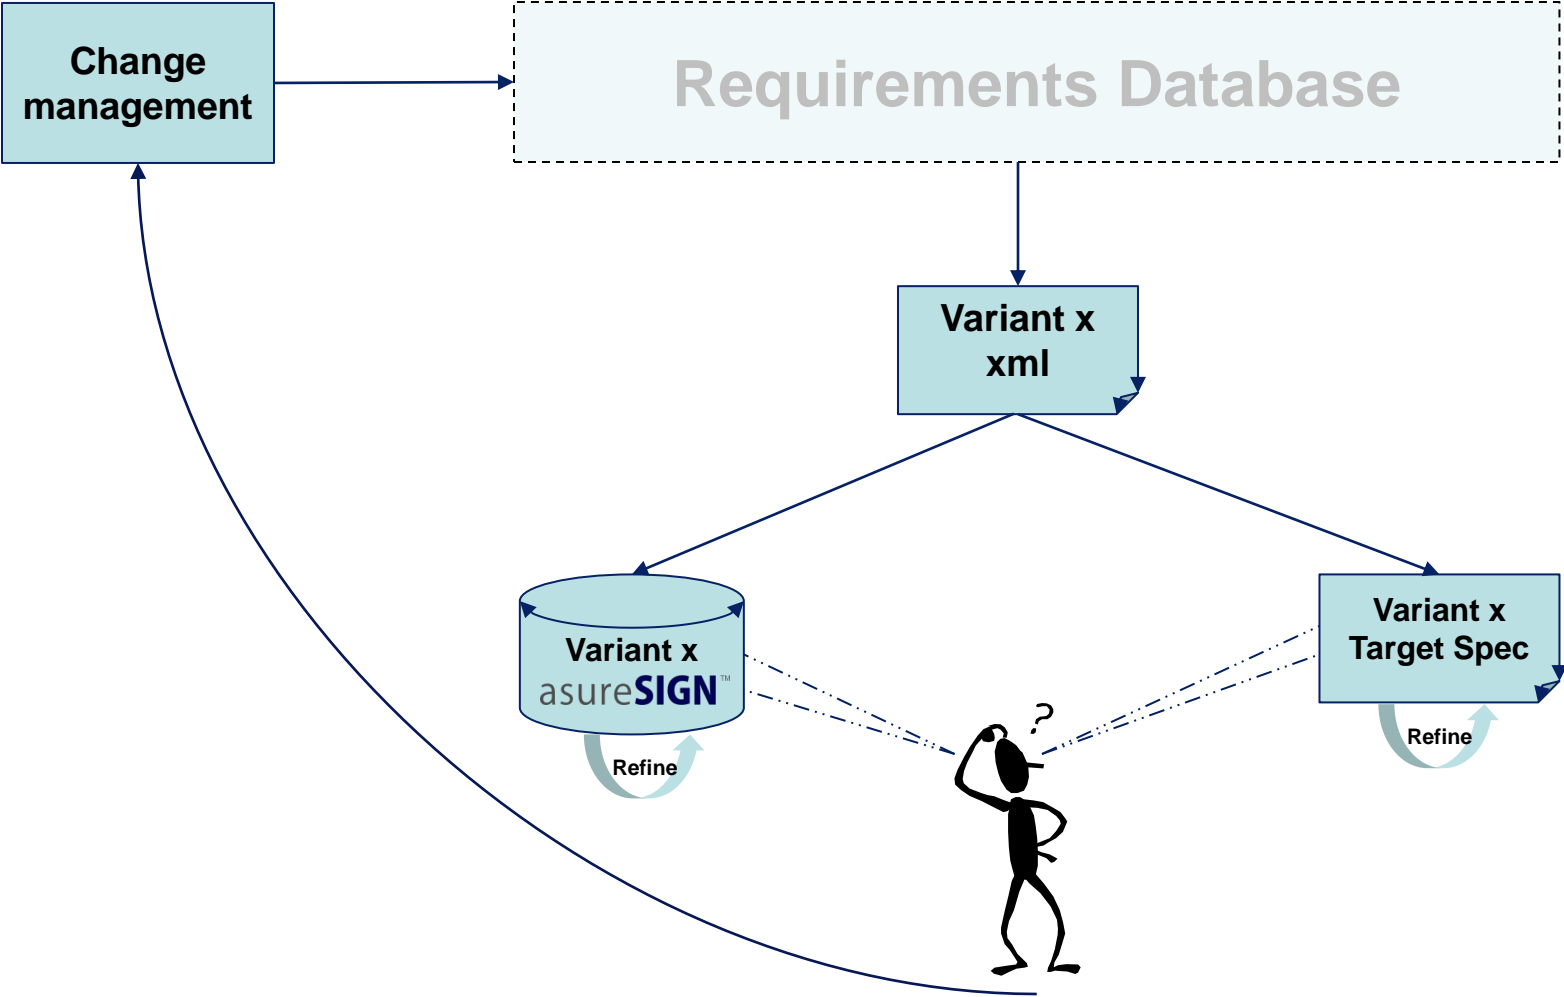 Change
management
Requirements Database
Variant x
xml
Variant x
asureSIGN™
Refine
?
Variant x
Target Spec
Refine